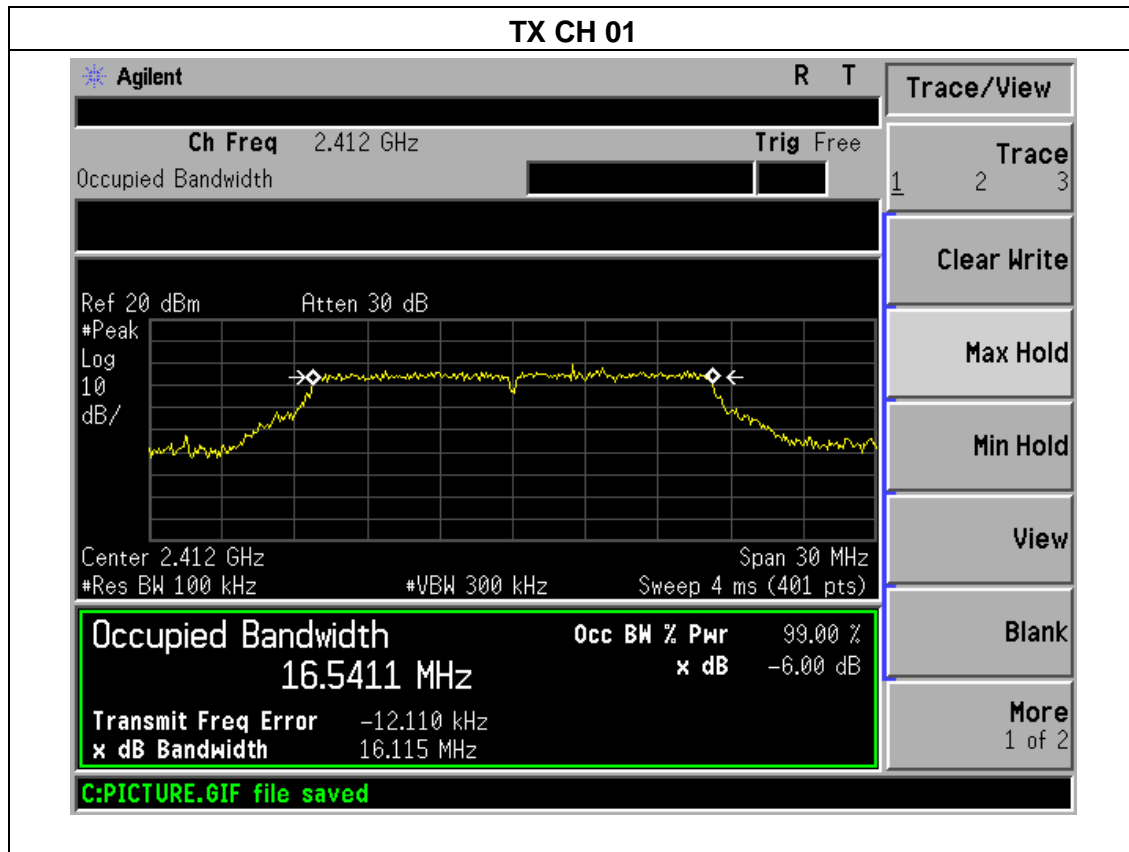 TX CH 01
Agilent R T
Trace/View
Ch Freq 2.412 GHz Trig Free
Occupied Bandwidth
Trace
1 2 3
Clear Write
Ref 20 dBm Atten 30 dB
#Peak
Log
10
dB/
Max Hold
Min Hold
View
Center 2.412 GHz Span 30 MHz
#Res BW 100 kHz #VBW 300 kHz Sweep 4 ms (401 pts)
Occupied Bandwidth Occ BW % Pwr 99.00 %
16.5411 MHz x dB -6.00 dB
Blank
Transmit Freq Error -12.110 kHz
x dB Bandwidth 16.115 MHz
More
1 of 2
C:PICTURE.GIF file saved